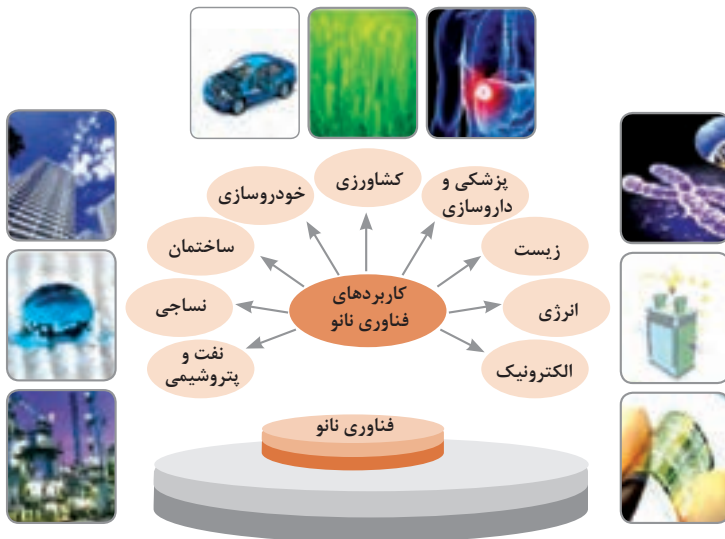 کشاورزی
پزشکی و
داروسازی
خودروسازی
زیست
ساختمان
کاربردهای
فناوری نانو
انرژی
نساجی
الکترونیک
نفت و
پتروشیمی
فناوری نانو